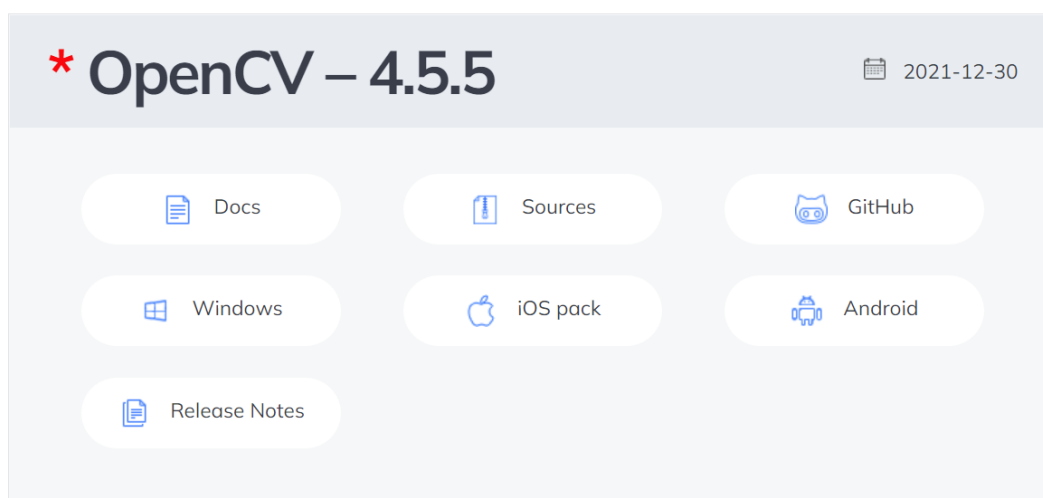 * OpenCV – 4.5.5
2021-12-30
Docs
Sources
GitHub
Windows
iOS pack
Android
Release Notes